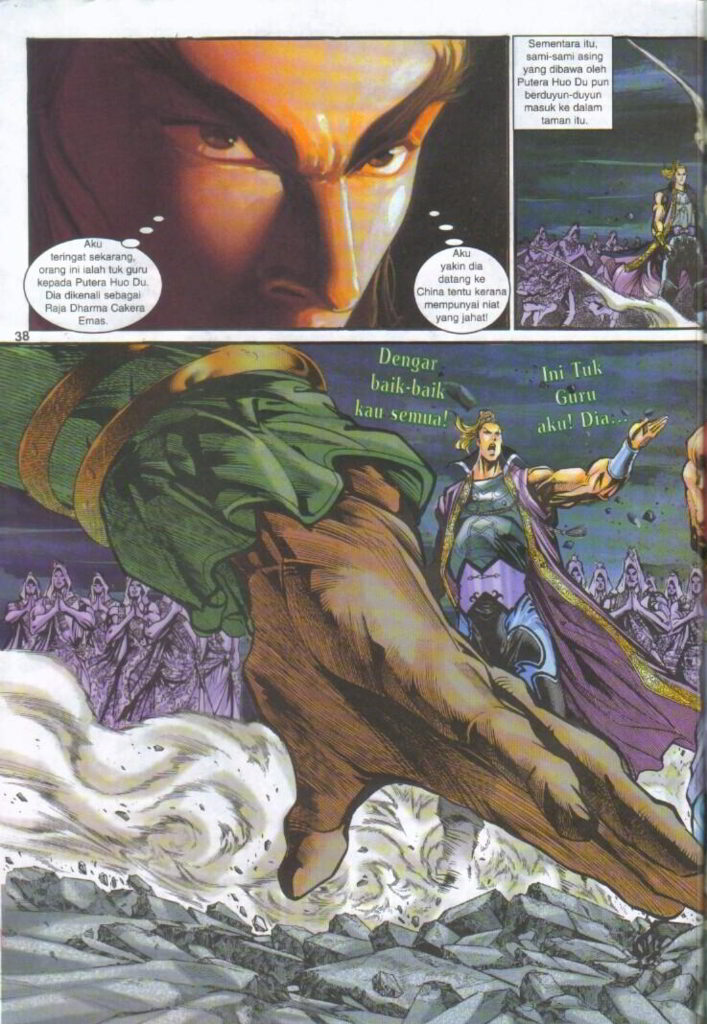 Aku
teringat sekarang,
orang ini ialah tuk guru
kepada Putera Huo Du.
Dia dikenali sebagai
Raja Dharma Cakera
Emas.
Aku
yakin dia
datang ke
China tentu kerana
mempunyai niat
yang jahat!
Sementara itu,
sami-sami asing
yang dibawa oleh
Putera Huo Du pun
berduyun-duyun
masuk ke dalam
taman itu.
38
Dengar
baik-baik
kau semua!
Ini Tuk
Guru
aku! Dia...